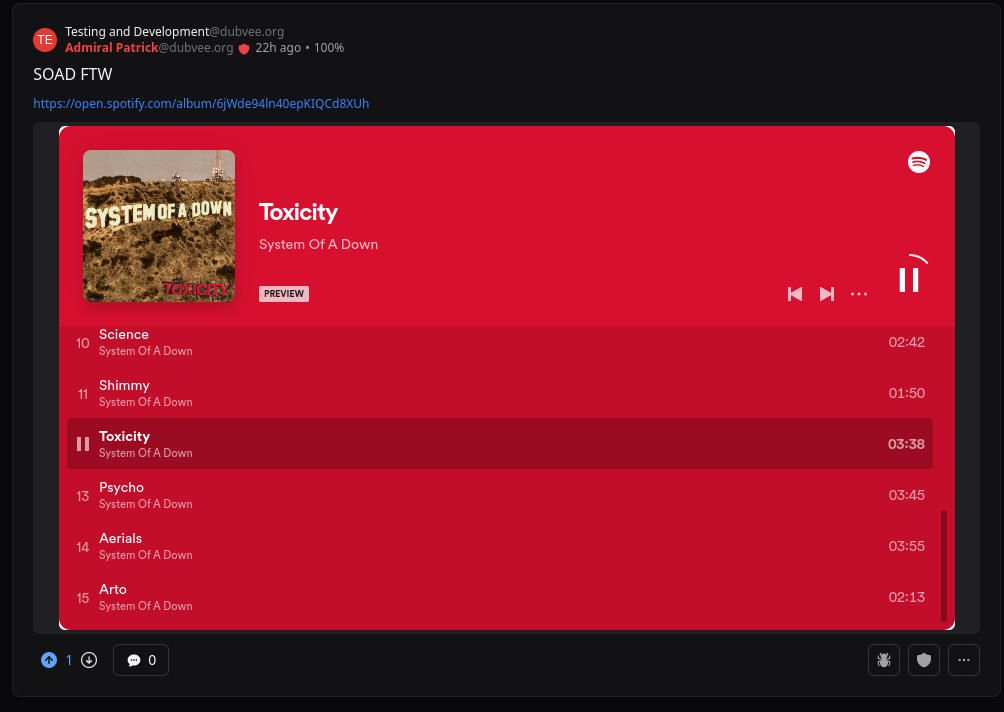 TE
Testing and Development@dubvee.org
Admiral Patrick@dubvee.org 22h ago • 100%
SOAD FTW
https://open.spotify.com/album/6jWde94ln40epKIQCd8XUh
SYSTEM OF A DOWN
TOXICITY
Toxicity
System Of A Down
PREVIEW
10 Science 02:42
System Of A Down
11 Shimmy 01:50
System Of A Down
Toxicity 03:38
System Of A Down
13 Psycho 03:45
System Of A Down
14 Aerials 03:55
System Of A Down
15 Arto 02:13
System Of A Down
1 0